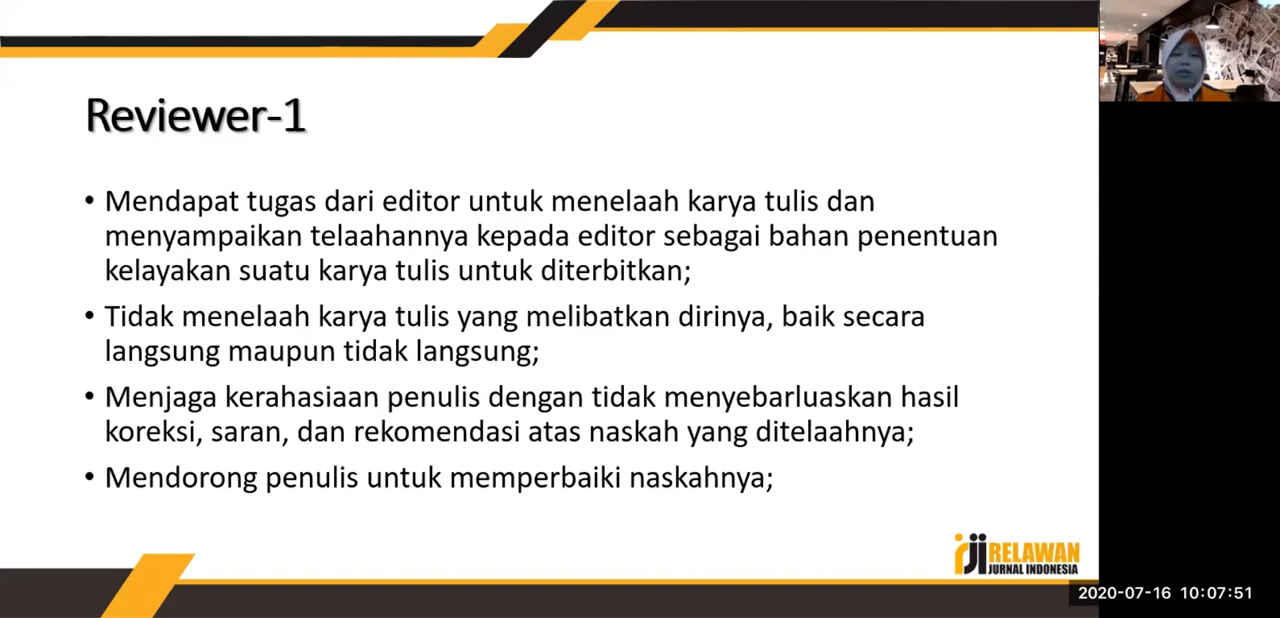 Reviewer-1
• Mendapat tugas dari editor untuk menelaah karya tulis dan
menyampaikan telaahannya kepada editor sebagai bahan penentuan
kelayakan suatu karya tulis untuk diterbitkan;
• Tidak menelaah karya tulis yang melibatkan dirinya, baik secara
langsung maupun tidak langsung;
• Menjaga kerahasiaan penulis dengan tidak menyebarluaskan hasil
koreksi, saran, dan rekomendasi atas naskah yang ditelaahnya;
• Mendorong penulis untuk memperbaiki naskahnya;
rji RELAWAN
JURNAL INDONESIA
2020-07-16 10:07:51